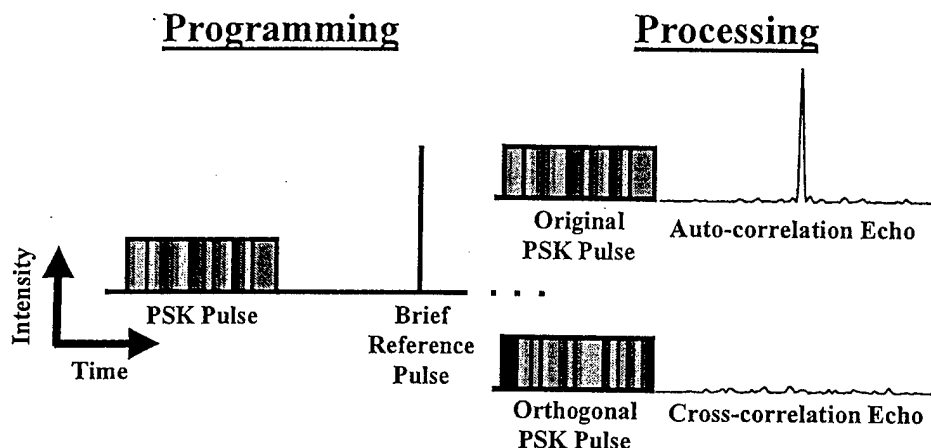 Programming
Processing
Intensity
Time
PSK Pulse
Brief
Reference
Pulse
Original
PSK Pulse
Auto-correlation Echo
Orthogonal
PSK Pulse
Cross-correlation Echo